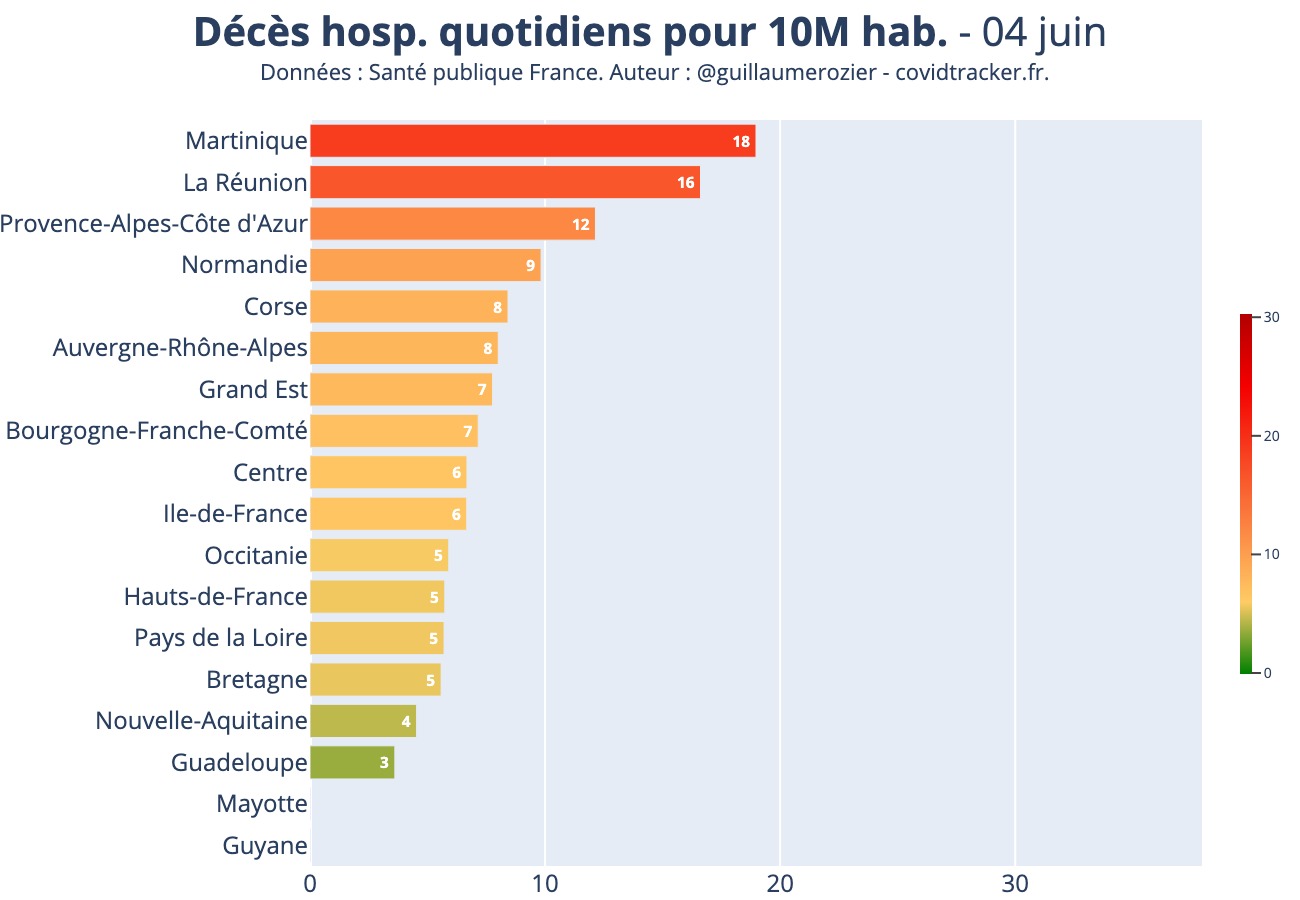 Décès hosp. quotidiens pour 10M hab. - 04 juin
Données : Santé publique France. Auteur : @guillaumerozier - covidtracker.fr.
Martinique 18
La Réunion 16
Provence-Alpes-Côte d'Azur 12
Normandie 9
Corse 8
Auvergne-Rhône-Alpes 8
Grand Est 7
Bourgogne-Franche-Comté 7
Centre 6
Ile-de-France 6
Occitanie 5
Hauts-de-France 5
Pays de la Loire 5
Bretagne 5
Nouvelle-Aquitaine 4
Guadeloupe 3
Mayotte
Guyane
0 10 20 30
30
20
10
0